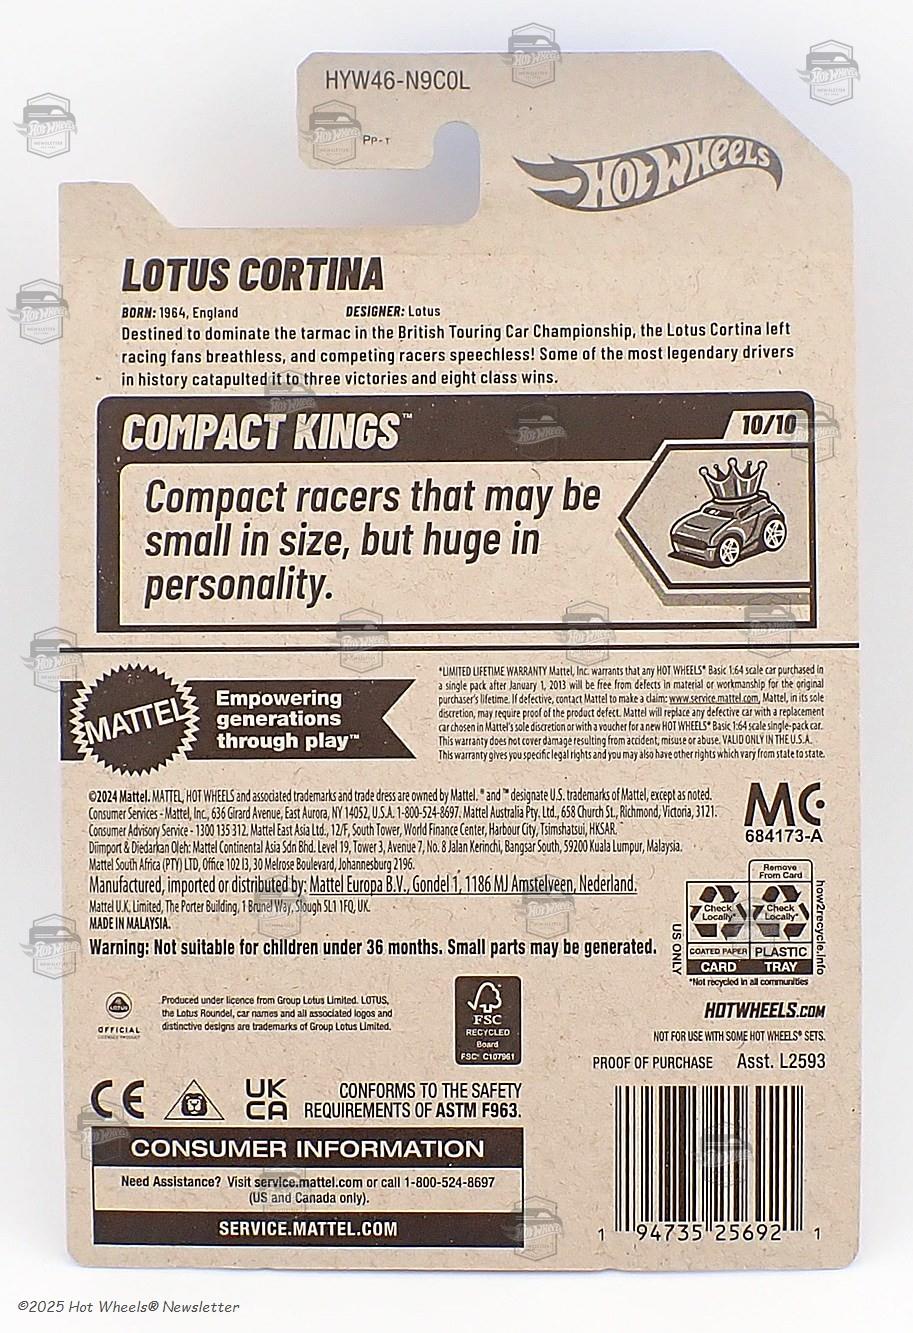 HYW46-N9C0L
PP-T
HOT WHEELS
LOTUS CORTINA
BORN: 1964, England DESIGNER: Lotus
Destined to dominate the tarmac in the British Touring Car Championship, the Lotus Cortina left
racing fans breathless, and competing racers speechless! Some of the most legendary drivers
in history catapulted it to three victories and eight class wins.
COMPACT KINGS™
10/10
Compact racers that may be
small in size, but huge in
personality.
MATTEL
Empowering
generations
through play™
*LIMITED LIFETIME WARRANTY Mattel, Inc. warrants that any HOT WHEELS® Basic 1:64 scale car purchased in
a single pack after January 1, 2013 will be free from defects in material or workmanship for the original
purchaser's lifetime. If defective, contact Mattel to make a claim: www.service.mattel.com, Mattel, in its sole
discretion, may require proof of the product defect. Mattel will replace any defective car with a replacement
car chosen in Mattel's sole discretion or with a voucher for a new HOT WHEELS® Basic 1:64 scale single-pack car.
This warranty does not cover damage resulting from accident, misuse or abuse. VALID ONLY IN THE U.S.A.
This warranty gives you specific legal rights and you may also have other rights which vary from state to state.
©2024 Mattel. MATTEL, HOT WHEELS and associated trademarks and trade dress are owned by Mattel. ® and ™ designate U.S. trademarks of Mattel, except as noted.
Consumer Services - Mattel, Inc., 636 Girard Avenue, East Aurora, NY 14052, U.S.A. 1-800-524-8697. Mattel Australia Pty. Ltd., 658 Church St., Richmond, Victoria, 3121.
Consumer Advisory Service - 1300 135 312. Mattel East Asia Ltd., 12/F, South Tower, World Finance Center, Harbour City, Tsimshatsui, HKSAR.
Diimport & Diedarkan Oleh: Mattel Continental Asia Sdn Bhd. Level 19, Tower 3, Avenue 7, No. 8 Jalan Kerinchi, Bangsar South, 59200 Kuala Lumpur, Malaysia.
Mattel South Africa (PTY) LTD, Office 102 I3, 30 Melrose Boulevard, Johannesburg 2196.
Manufactured, imported or distributed by: Mattel Europa B.V., Gondel 1, 1186 MJ Amstelveen, Nederland.
Mattel U.K. Limited, The Porter Building, 1 Brunel Way, Slough SL1 1FQ, UK.
MADE IN MALAYSIA.
Warning: Not suitable for children under 36 months. Small parts may be generated.
MC
684173-A
Remove
From Card
Check
Locally*
Check
Locally*
COATED PAPER PLASTIC
CARD TRAY
US ONLY
how2recycle.info
*Not recycled in all communities
LOTUS
OFFICIAL
LICENSED PRODUCT
Produced under licence from Group Lotus Limited. LOTUS,
the Lotus Roundel, car names and all associated logos and
distinctive designs are trademarks of Group Lotus Limited.
FSC
RECYCLED
Board
FSC® C107961
HOTWHEELS.COM
NOT FOR USE WITH SOME HOT WHEELS® SETS.
PROOF OF PURCHASE Asst. L2593
CE
UK
CA
CONFORMS TO THE SAFETY
REQUIREMENTS OF ASTM F963.
CONSUMER INFORMATION
Need Assistance? Visit service.mattel.com or call 1-800-524-8697
(US and Canada only).
SERVICE.MATTEL.COM
1 94735 25692 1
©2025 Hot Wheels® Newsletter